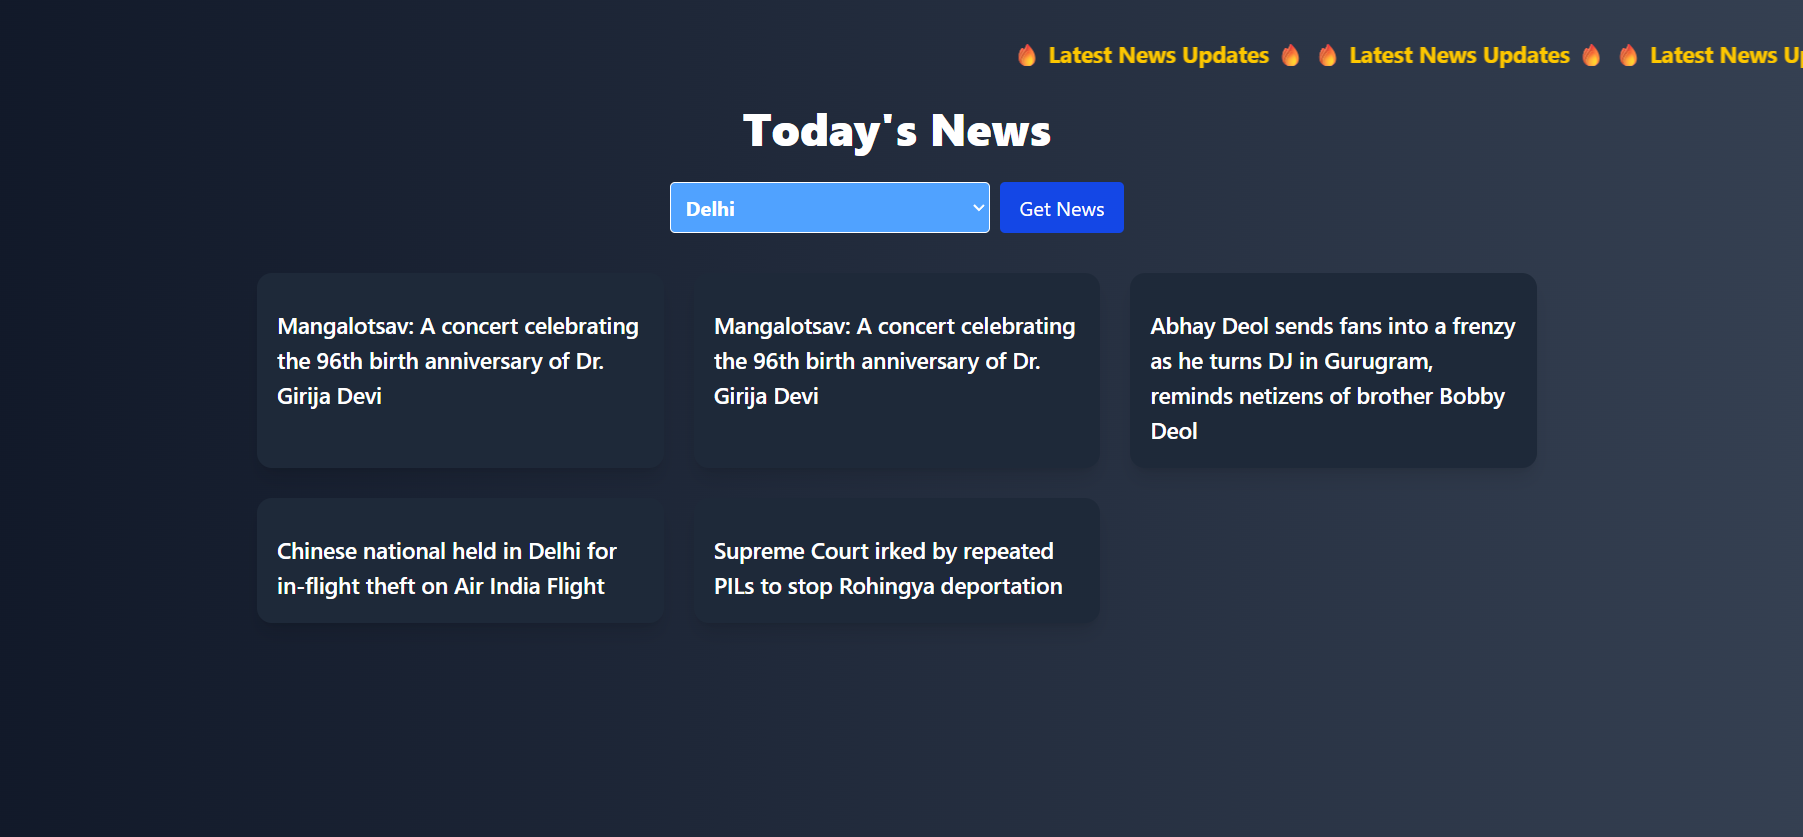 🔥 Latest News Updates 🔥 🔥 Latest News Updates 🔥 🔥 Latest News Up
Today's News
Delhi
Get News
Mangalotsav: A concert celebrating
the 96th birth anniversary of Dr.
Girija Devi
Mangalotsav: A concert celebrating
the 96th birth anniversary of Dr.
Girija Devi
Abhay Deol sends fans into a frenzy
as he turns DJ in Gurugram,
reminds netizens of brother Bobby
Deol
Chinese national held in Delhi for
in-flight theft on Air India Flight
Supreme Court irked by repeated
PILs to stop Rohingya deportation